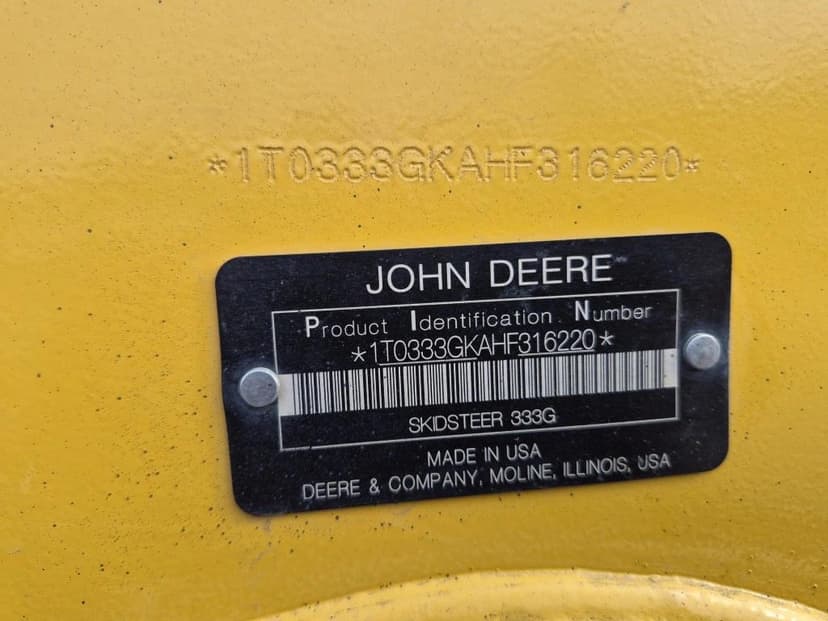 *1T0333GKAHF316220*
JOHN DEERE
Product Identification Number
*1T0333GKAHF316220*
SKIDSTEER 333G
MADE IN USA
DEERE & COMPANY, MOLINE, ILLINOIS, USA